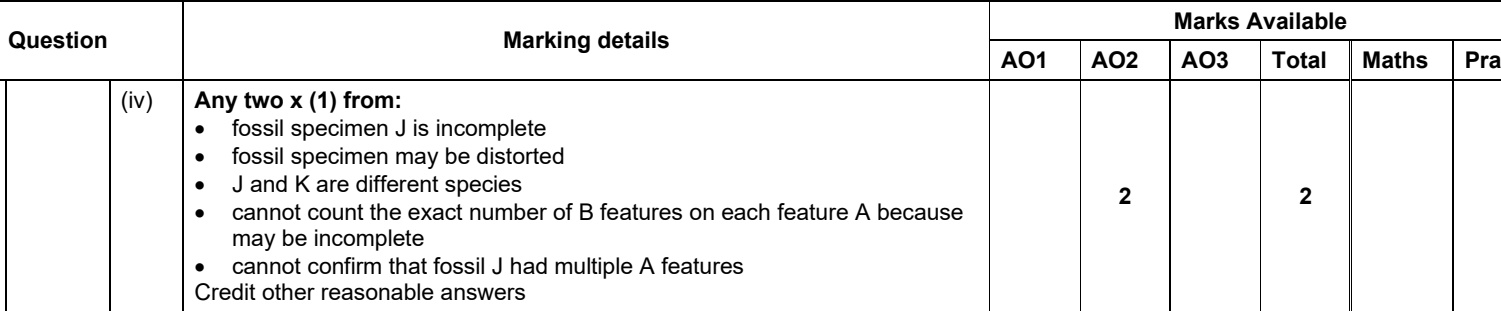 Question
Marking details
Marks Available
AO1 AO2 AO3 Total Maths Pra
(iv) Any two x (1) from:
• fossil specimen J is incomplete
• fossil specimen may be distorted
• J and K are different species
• cannot count the exact number of B features on each feature A because
may be incomplete
• cannot confirm that fossil J had multiple A features
Credit other reasonable answers
2 2